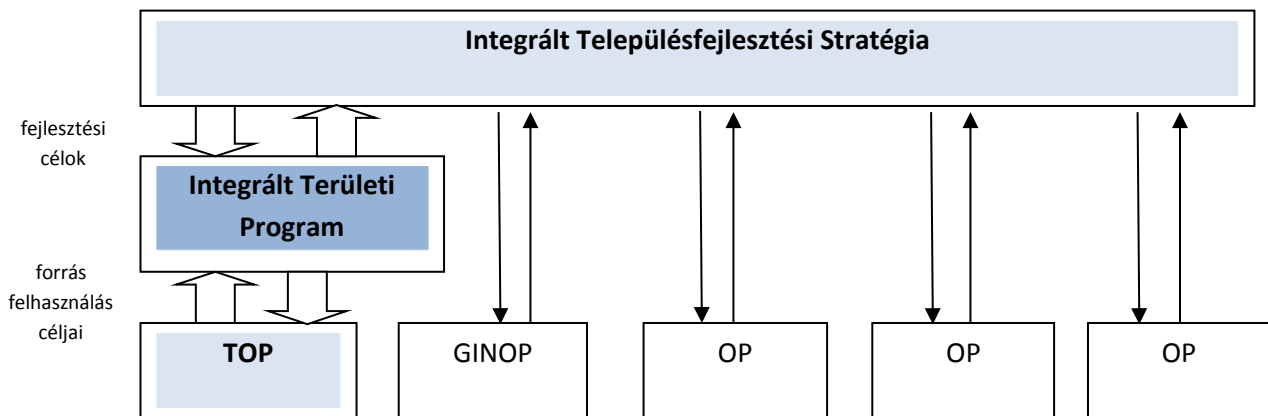 Integrált Településfejlesztési Stratégia
fejlesztési
célok
Integrált Területi
Program
forrás
felhasználás
céljai
TOP
GINOP
OP
OP
OP